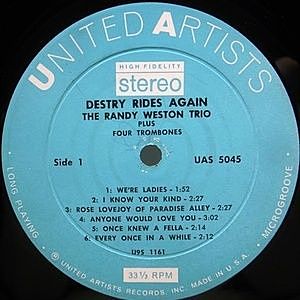 UNITED ARTISTS
HIGH FIDELITY
stereo
DESTRY RIDES AGAIN
THE RANDY WESTON TRIO
PLUS
FOUR TROMBONES
Side 1
UAS 5045
1: WE'RE LADIES - 1:52
2: I KNOW YOUR KIND - 2:27
3: ROSE LOVEJOY OF PARADISE ALLEY - 2:27
4: ANYONE WOULD LOVE YOU - 3:02
5: ONCE KNEW A FELLA - 2:14
6: EVERY ONCE IN A WHILE - 2:12
U9S 1161
33⅓ RPM
• LONG PLAYING •
• MICROGROOVE •
UNITED ARTISTS RECORDS, INC. MADE IN U.S.A.